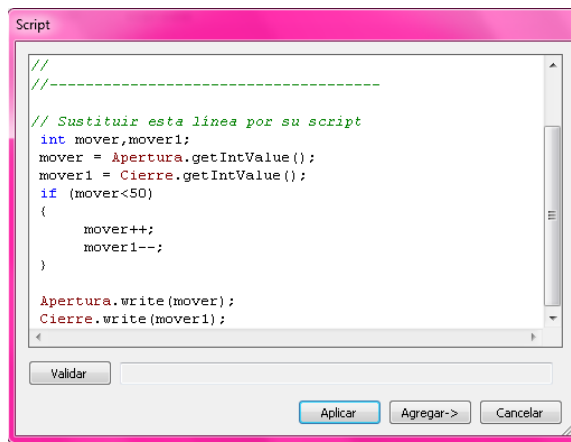 Script
//
//-------------------------------------
// Sustituir esta línea por su script
int mover,mover1;
mover = Apertura.getIntValue();
mover1 = Cierre.getIntValue();
if (mover<50)
{
mover++;
mover1--;
}
Apertura.write(mover);
Cierre.write(mover1);
Validar
Aplicar Agregar-> Cancelar